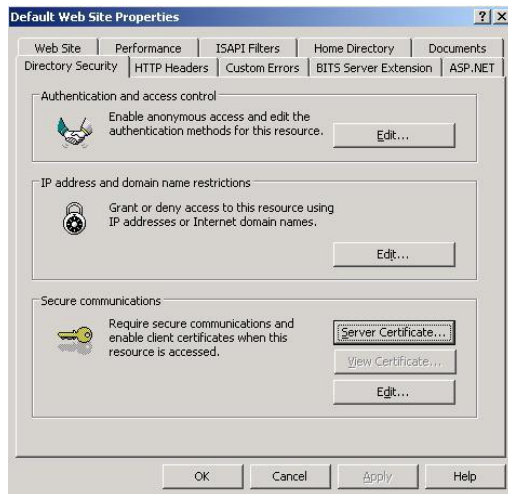 Default Web Site Properties
? X
Web Site Performance ISAPI Filters Home Directory Documents
Directory Security HTTP Headers Custom Errors BITS Server Extension ASP.NET
Authentication and access control
Enable anonymous access and edit the
authentication methods for this resource.
Edit...
IP address and domain name restrictions
Grant or deny access to this resource using
IP addresses or Internet domain names.
Edit...
Secure communications
Require secure communications and
enable client certificates when this
resource is accessed.
Server Certificate...
View Certificate...
Edit...
OK Cancel Apply Help